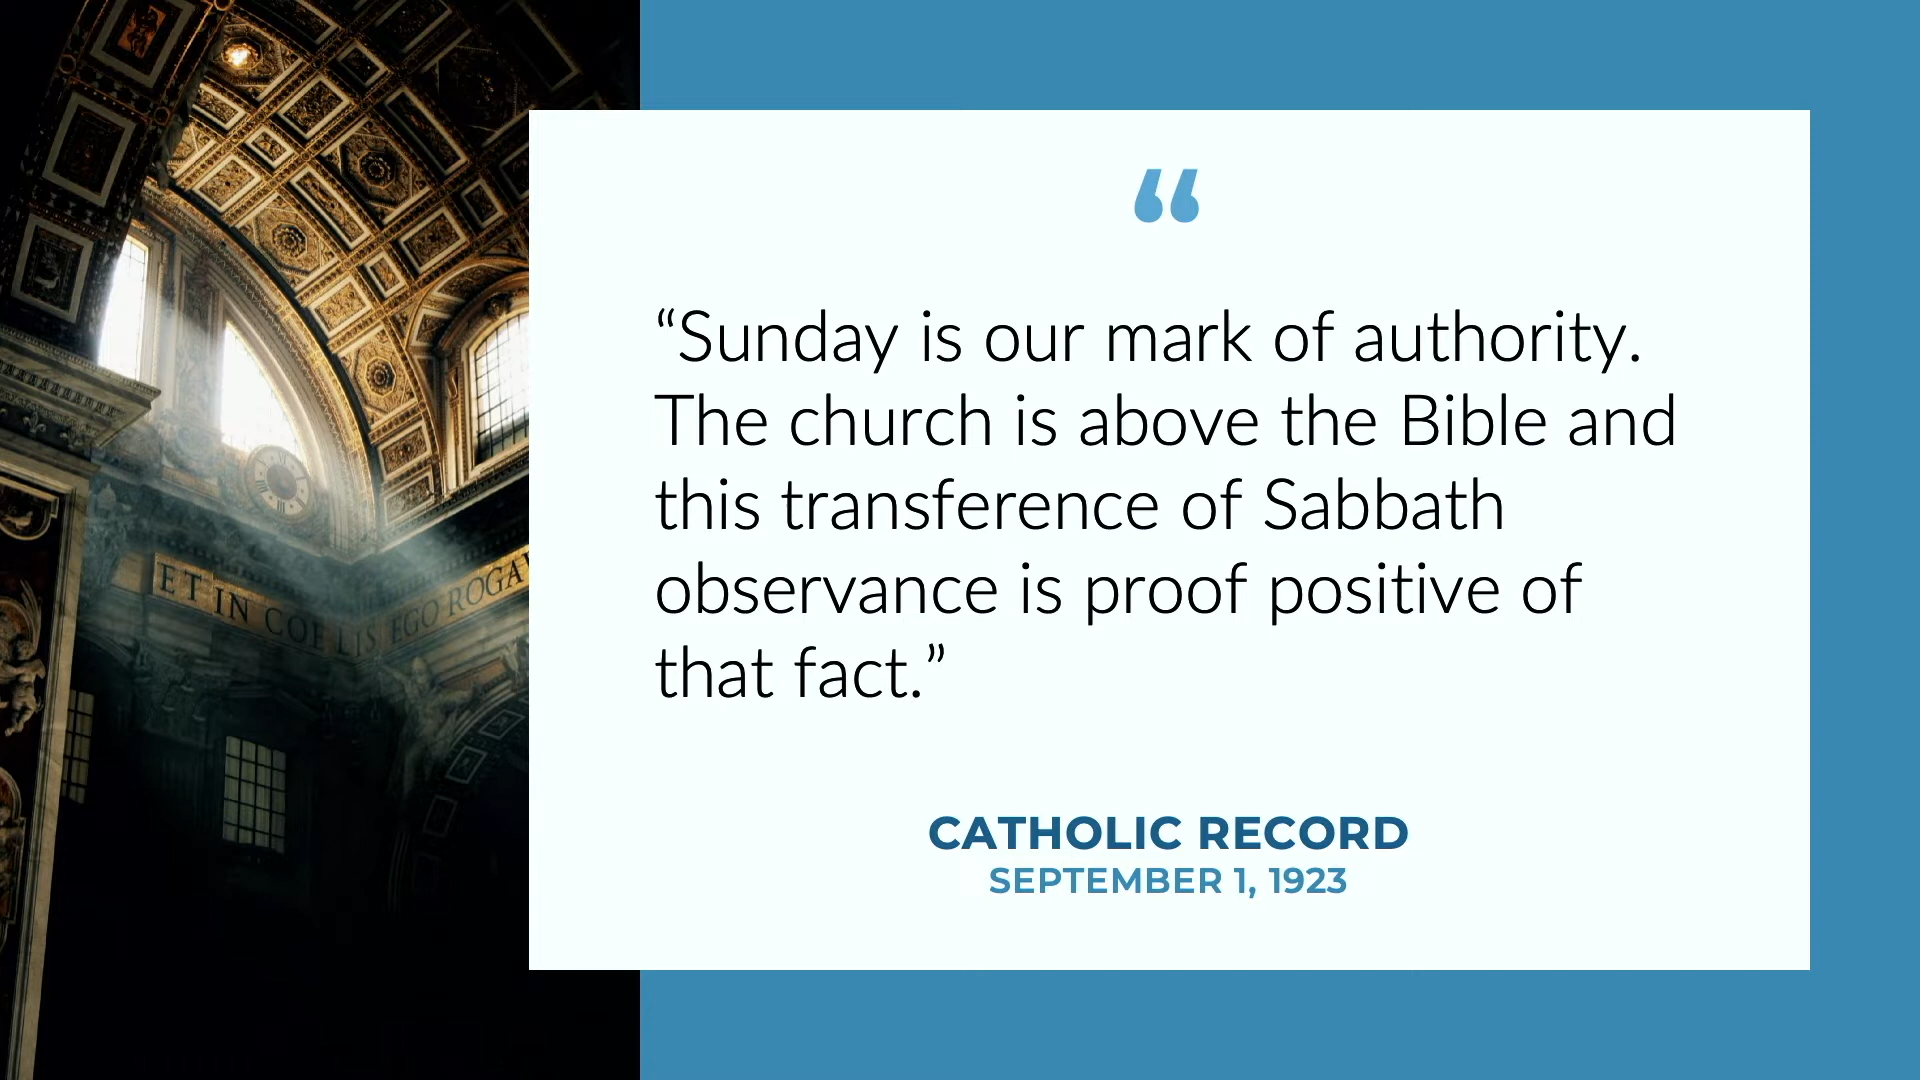 ET IN COELIS EGO ROGA
“
“Sunday is our mark of authority.
The church is above the Bible and
this transference of Sabbath
observance is proof positive of
that fact.”
CATHOLIC RECORD
SEPTEMBER 1, 1923